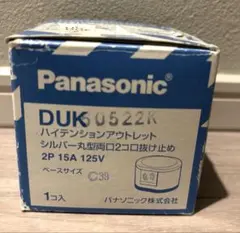 Panasonic
DUK60522K
ハイテンションアウトレット
シルバー丸型両口2コロ抜け止め
2P 15A 125V
ベースサイズ
C39
1コ入
パナソニック株式会社